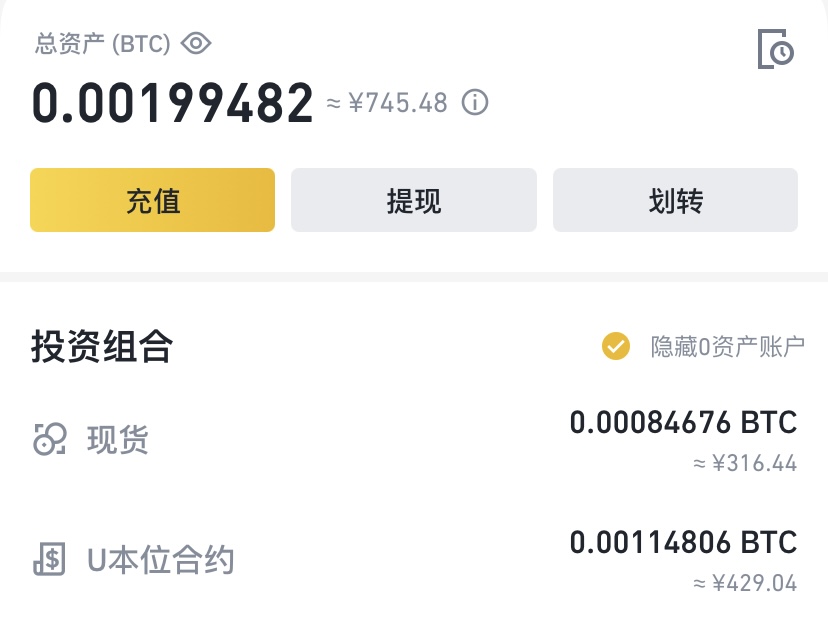 总资产 (BTC)
0.00199482 ≈ ¥745.48
充值 提现 划转
投资组合 隐藏0资产账户
现货 0.00084676 BTC
≈ ¥316.44
U本位合约 0.00114806 BTC
≈ ¥429.04